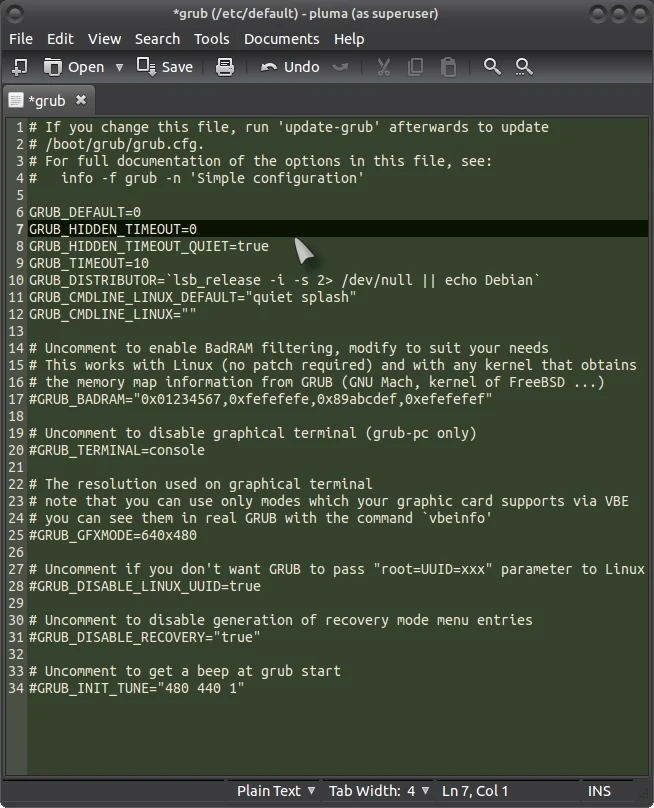 *grub (/etc/default) - pluma (as superuser)
File Edit View Search Tools Documents Help
Open Save Undo
*grub
1 # If you change this file, run 'update-grub' afterwards to update
2 # /boot/grub/grub.cfg.
3 # For full documentation of the options in this file, see:
4 #   info -f grub -n 'Simple configuration'
5
6 GRUB_DEFAULT=0
7 GRUB_HIDDEN_TIMEOUT=0
8 GRUB_HIDDEN_TIMEOUT_QUIET=true
9 GRUB_TIMEOUT=10
10 GRUB_DISTRIBUTOR=`lsb_release -i -s 2> /dev/null || echo Debian`
11 GRUB_CMDLINE_LINUX_DEFAULT="quiet splash"
12 GRUB_CMDLINE_LINUX=""
13
14 # Uncomment to enable BadRAM filtering, modify to suit your needs
15 # This works with Linux (no patch required) and with any kernel that obtains
16 # the memory map information from GRUB (GNU Mach, kernel of FreeBSD ...)
17 #GRUB_BADRAM="0x01234567,0xfefefefe,0x89abcdef,0xefefefef"
18
19 # Uncomment to disable graphical terminal (grub-pc only)
20 #GRUB_TERMINAL=console
21
22 # The resolution used on graphical terminal
23 # note that you can use only modes which your graphic card supports via VBE
24 # you can see them in real GRUB with the command `vbeinfo'
25 #GRUB_GFXMODE=640x480
26
27 # Uncomment if you don't want GRUB to pass "root=UUID=xxx" parameter to Linux
28 #GRUB_DISABLE_LINUX_UUID=true
29
30 # Uncomment to disable generation of recovery mode menu entries
31 #GRUB_DISABLE_RECOVERY="true"
32
33 # Uncomment to get a beep at grub start
34 #GRUB_INIT_TUNE="480 440 1"
Plain Text Tab Width: 4 Ln 7, Col 1 INS